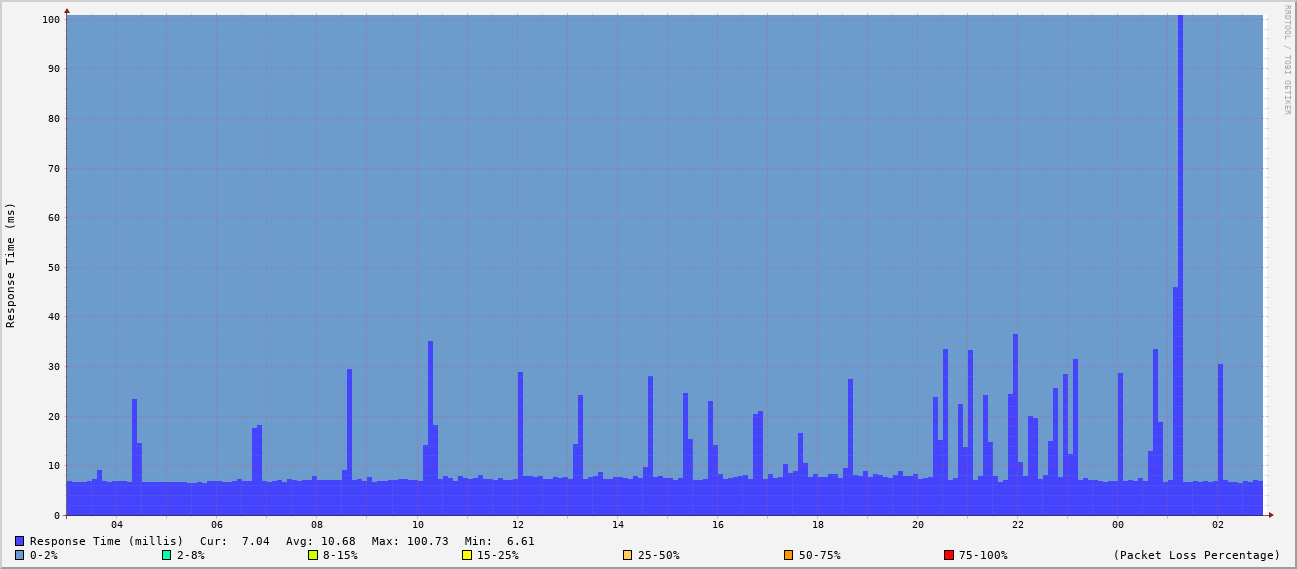 RRDTOOL / TOBI OETIKER
Response Time (ms)
100
90
80
70
60
50
40
30
20
10
0
04 06 08 10 12 14 16 18 20 22 00 02
Response Time (millis) Cur: 7.04 Avg: 10.68 Max: 100.73 Min: 6.61
0-2% 2-8% 8-15% 15-25% 25-50% 50-75% 75-100% (Packet Loss Percentage)